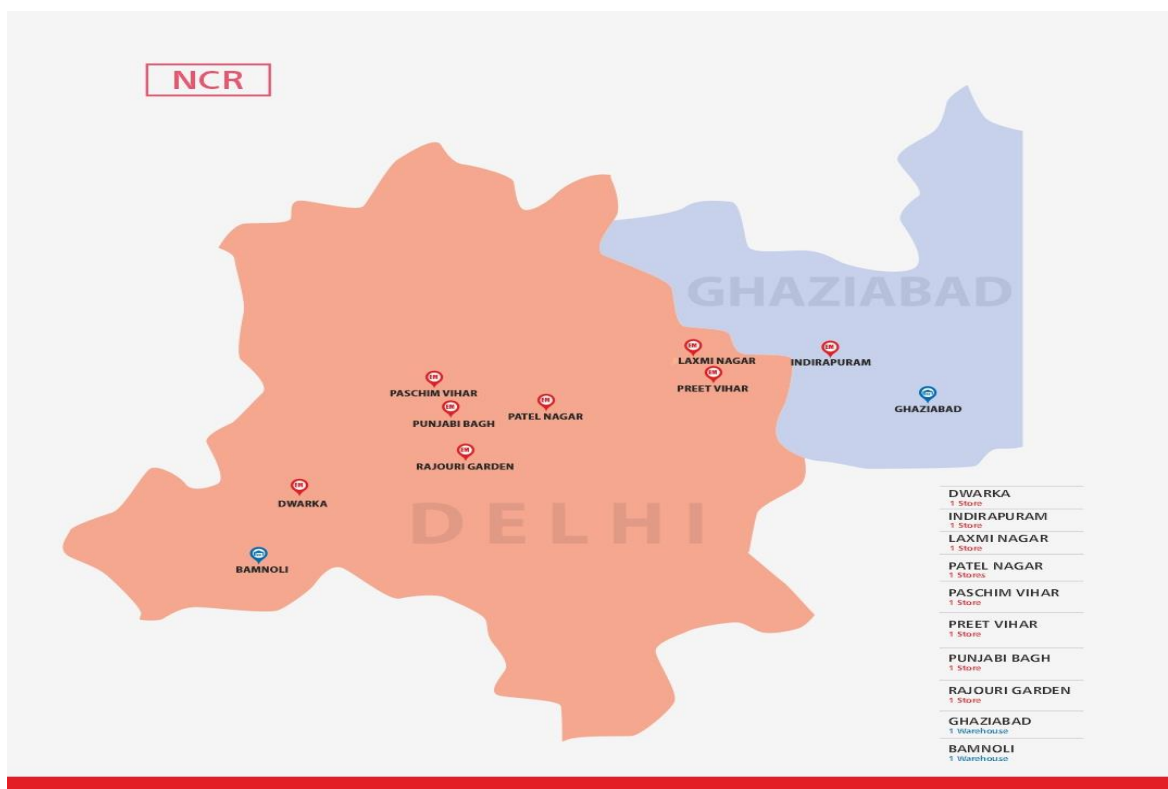 NCR
GHAZIABAD
LAXMI NAGAR
INDIRAPURAM
PREET VIHAR
PASCHIM VIHAR
GHAZIABAD
PATEL NAGAR
PUNJABI BAGH
RAJOURI GARDEN
DWARKA
DELHI
BAMNOLI
DWARKA
1 Store
INDIRAPURAM
1 Store
LAXMI NAGAR
1 Store
PATEL NAGAR
1 Stores
PASCHIM VIHAR
1 Store
PREET VIHAR
1 Store
PUNJABI BAGH
1 Store
RAJOURI GARDEN
1 Store
GHAZIABAD
1 Warehouse
BAMNOLI
1 Warehouse